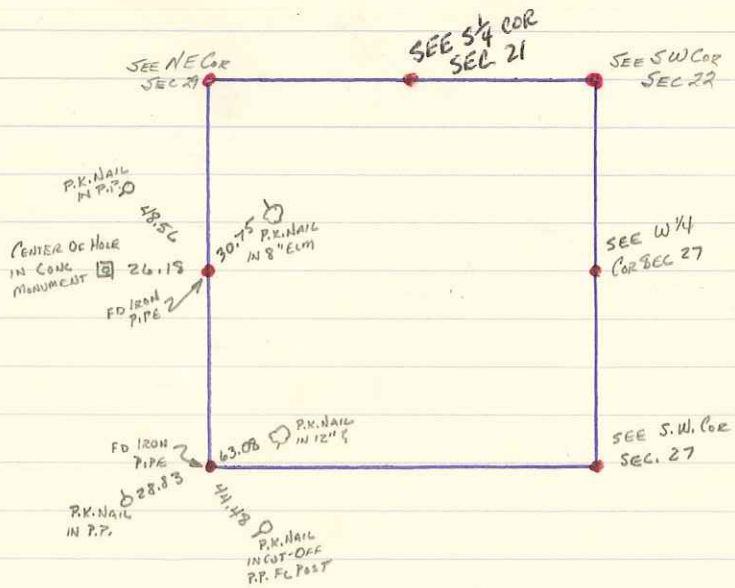 SEE S 1/4 COR
SEC 21
SEE NE COR
SEC 29
SEE S W COR
SEC 22
P.K. NAIL
IN P.P.
48.56
30.75
P.K. NAIL
IN 8" ELM
CENTER OF HOLE
IN CONC
MONUMENT
26.18
FD IRON
PIPE
SEE W 1/4
COR SEC 27
FD IRON
PIPE
63.08
P.K. NAIL
IN 12"
SEE S.W. COR
SEC. 27
28.83
P.K. NAIL
IN P.P.
44.48
P.K. NAIL
IN CUT-OFF
P.P. FC POST